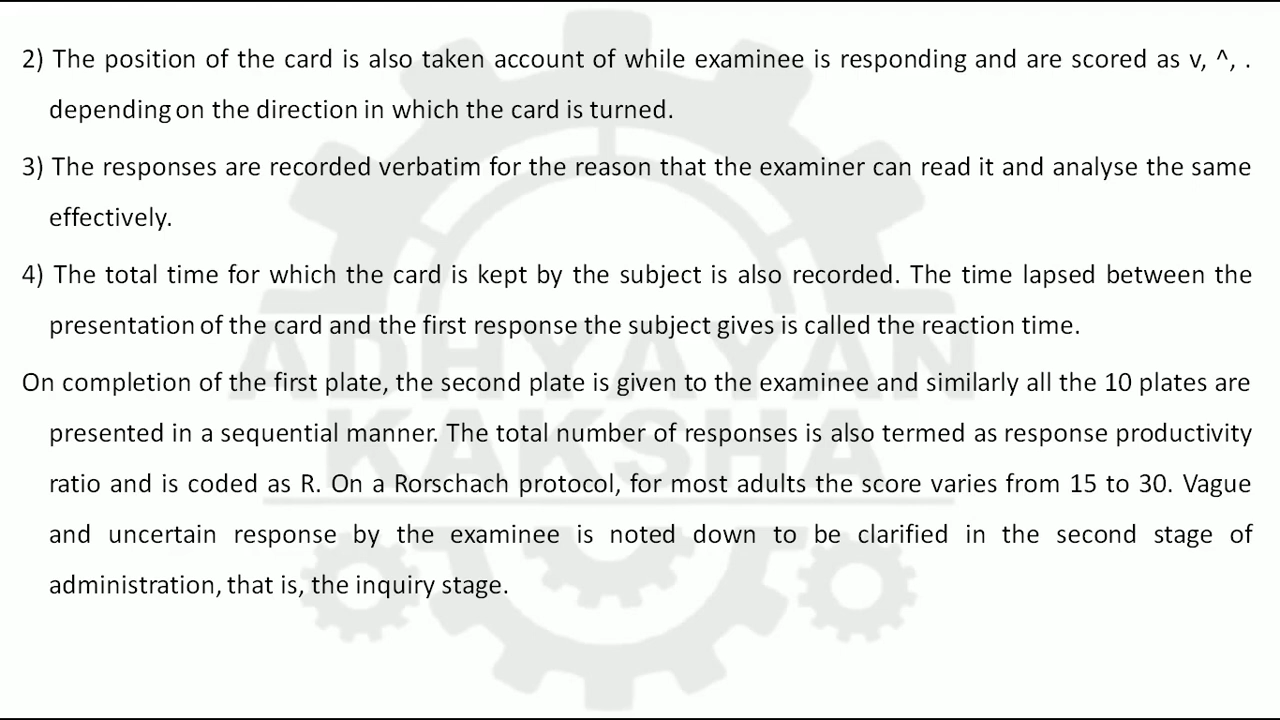 2) The position of the card is also taken account of while examinee is responding and are scored as v, ^, .
depending on the direction in which the card is turned.
3) The responses are recorded verbatim for the reason that the examiner can read it and analyse the same
effectively.
4) The total time for which the card is kept by the subject is also recorded. The time lapsed between the
presentation of the card and the first response the subject gives is called the reaction time.
On completion of the first plate, the second plate is given to the examinee and similarly all the 10 plates are
presented in a sequential manner. The total number of responses is also termed as response productivity
ratio and is coded as R. On a Rorschach protocol, for most adults the score varies from 15 to 30. Vague
and uncertain response by the examinee is noted down to be clarified in the second stage of
administration, that is, the inquiry stage.
ADHYAYAN
KAKSHA